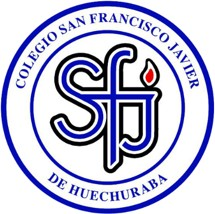 COLEGIO SAN FRANCISCO JAVIER
sfj
DE HUECHURABA